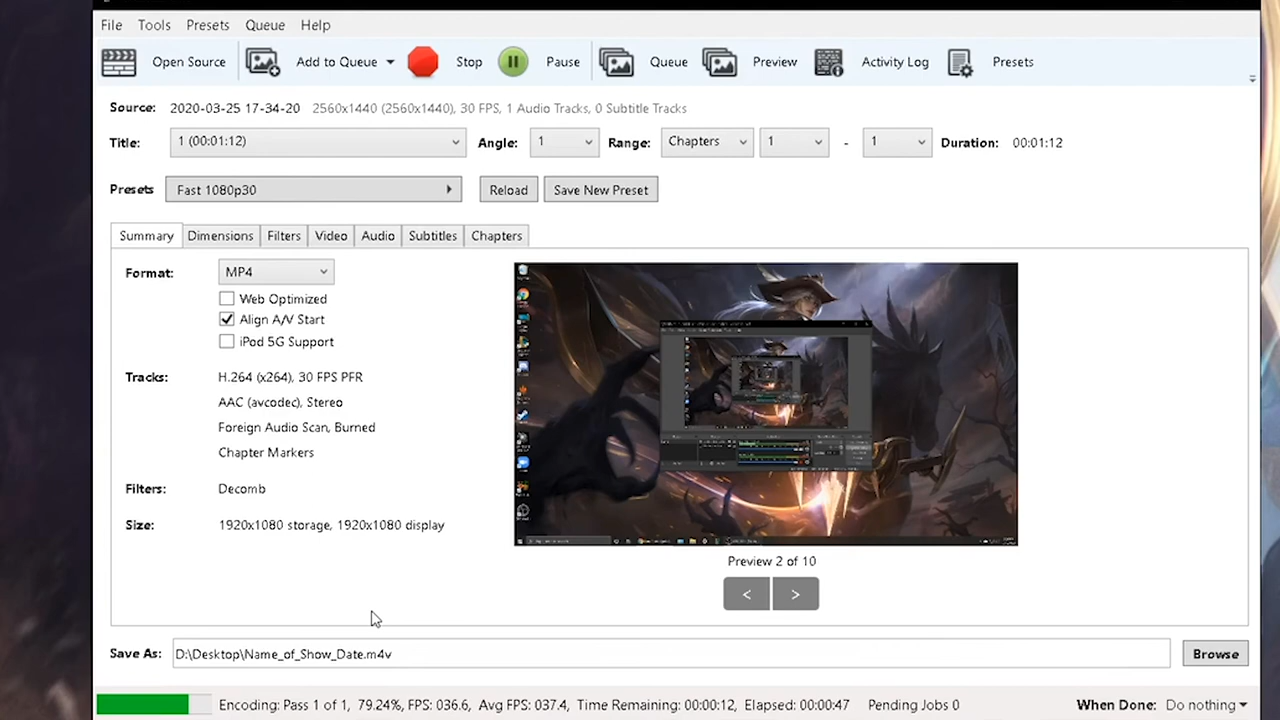 File Tools Presets Queue Help
Open Source Add to Queue Stop Pause Queue Preview Activity Log Presets
Source: 2020-03-25 17-34-20 2560x1440 (2560x1440), 30 FPS, 1 Audio Tracks, 0 Subtitle Tracks
Title: 1 (00:01:12) Angle: 1 Range: Chapters 1 - 1 Duration: 00:01:12
Presets Fast 1080p30 Reload Save New Preset
Summary Dimensions Filters Video Audio Subtitles Chapters
Format: MP4
Web Optimized
Align A/V Start
iPod 5G Support
Tracks: H.264 (x264), 30 FPS PFR
AAC (avcodec), Stereo
Foreign Audio Scan, Burned
Chapter Markers
Filters: Decomb
Size: 1920x1080 storage, 1920x1080 display
Preview 2 of 10
< >
Save As: D:\Desktop\Name_of_Show_Date.m4v Browse
Encoding: Pass 1 of 1, 79.24%, FPS: 036.6, Avg FPS: 037.4, Time Remaining: 00:00:12, Elapsed: 00:00:47 Pending Jobs 0 When Done: Do nothing